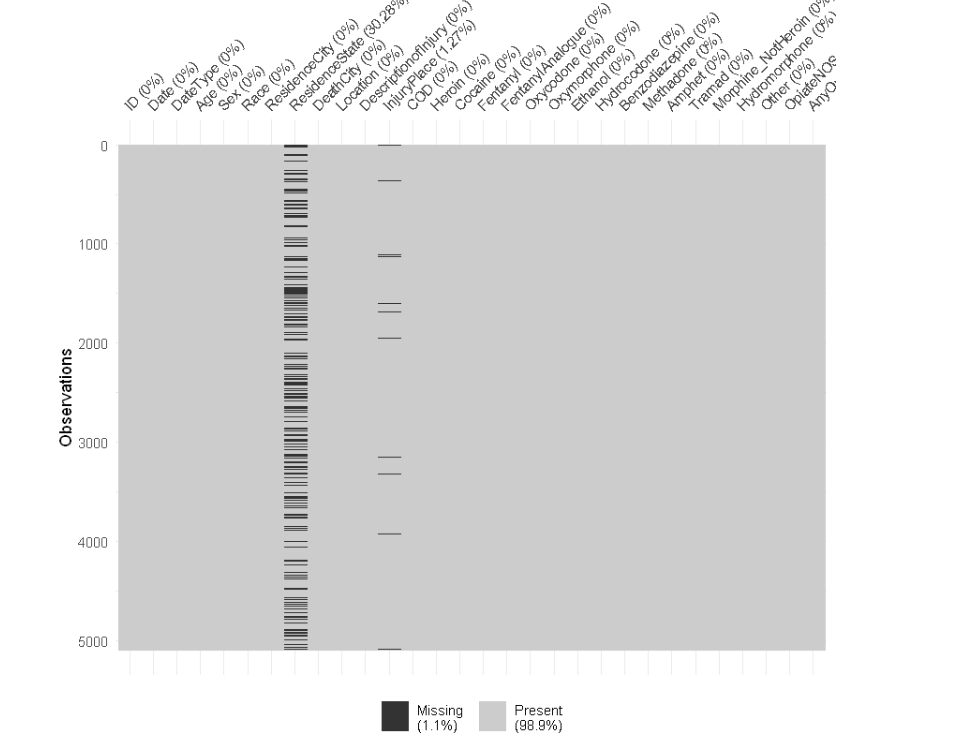 ID (0%)
Date (0%)
DateType (0%)
Age (0%)
Sex (0%)
Race (0%)
ResidenceCity (0%)
ResidenceState (30.28%)
DeathCity (0%)
Location (0%)
DescriptionofInjury (0%)
InjuryPlace (1.27%)
COD (0%)
Heroin (0%)
Cocaine (0%)
Fentanyl (0%)
FentanylAnalogue (0%)
Oxycodone (0%)
Oxymorphone (0%)
Ethanol (0%)
Hydrocodone (0%)
Benzodiazepine (0%)
Methadone (0%)
Amphet (0%)
Tramad (0%)
Morphine_NotHeroin (0%)
Hydromorphone (0%)
Other (0%)
OpiateNOS
AnyO
0
1000
2000
3000
4000
5000
Observations
Missing
(1.1%)
Present
(98.9%)